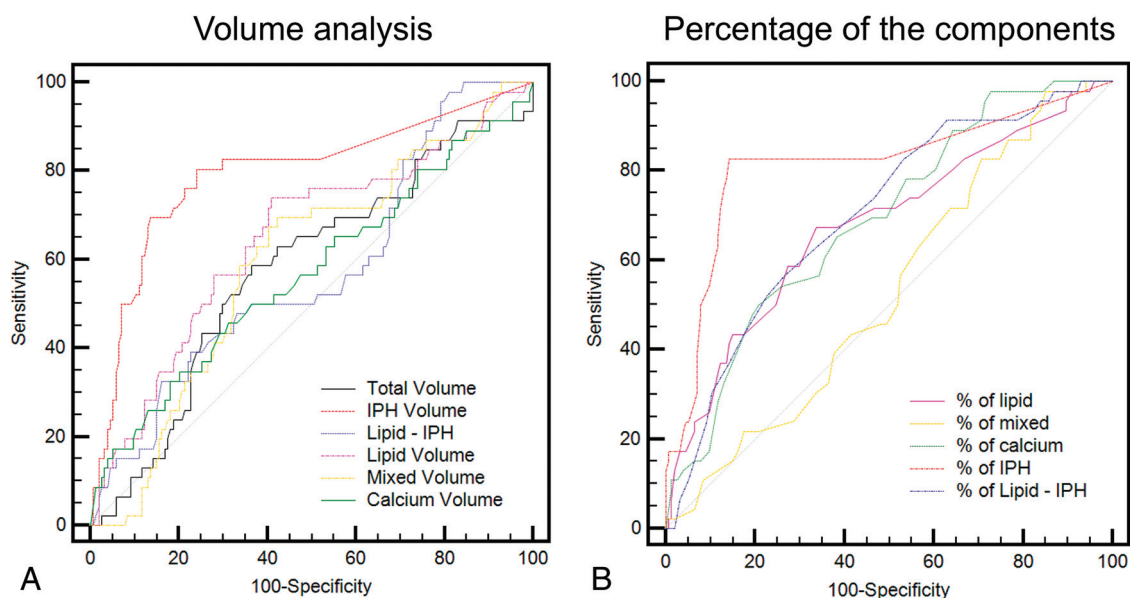 Volume analysis
100
80
60
40
20
0
Sensitivity
Total Volume
IPH Volume
Lipid - IPH
Lipid Volume
Mixed Volume
Calcium Volume
0 20 40 60 80 100
100-Specificity
A
Percentage of the components
100
80
60
40
20
0
Sensitivity
% of lipid
% of mixed
% of calcium
% of IPH
% of Lipid - IPH
0 20 40 60 80 100
100-Specificity
B